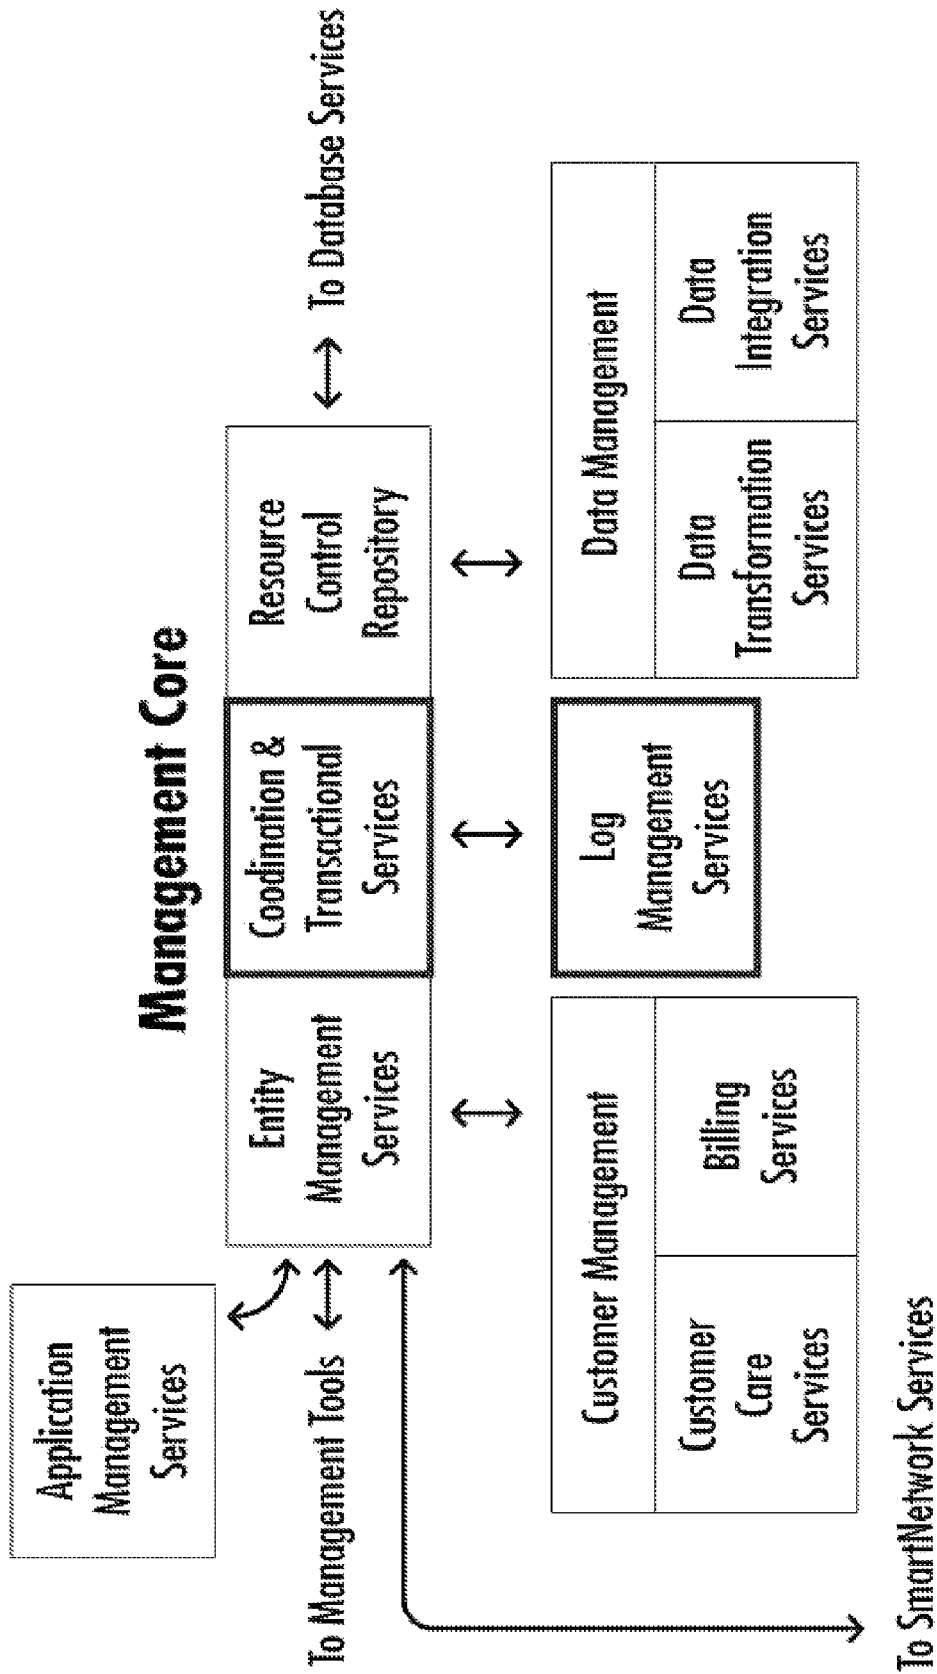 Management Core
Application
Management
Services
To Management Tools
Entity
Management
Services
Coodination &
Transactional
Services
Resource
Control
Repository
To Database Services
Customer Management
Customer
Care
Services
Billing
Services
Log
Management
Services
Data Management
Data
Transformation
Services
Data
Integration
Services
To SmartNetwork Services